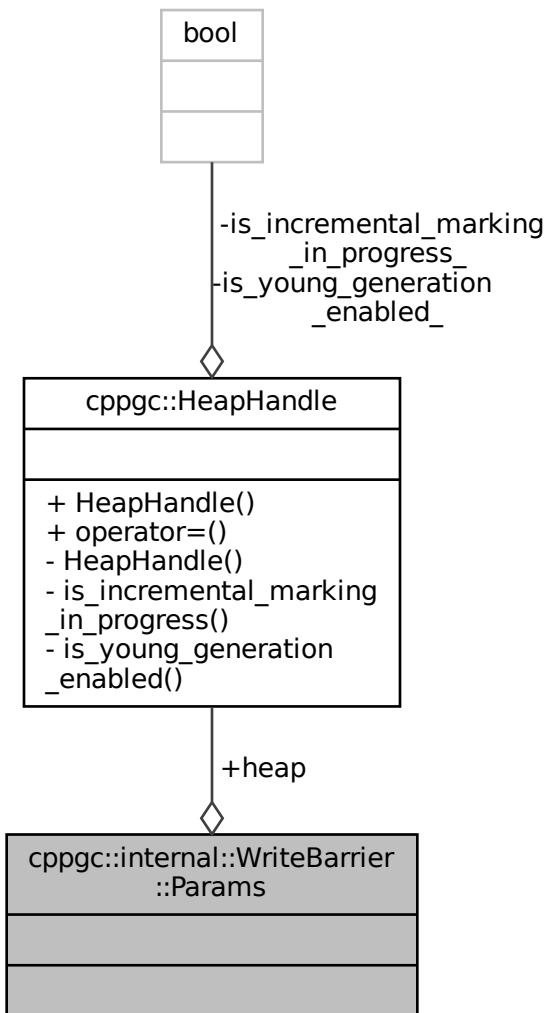 bool
-is_incremental_marking
_in_progress_
-is_young_generation
_enabled_
cppgc::HeapHandle
+ HeapHandle()
+ operator=()
- HeapHandle()
- is_incremental_marking
_in_progress()
- is_young_generation
_enabled()
+heap
cppgc::internal::WriteBarrier
::Params